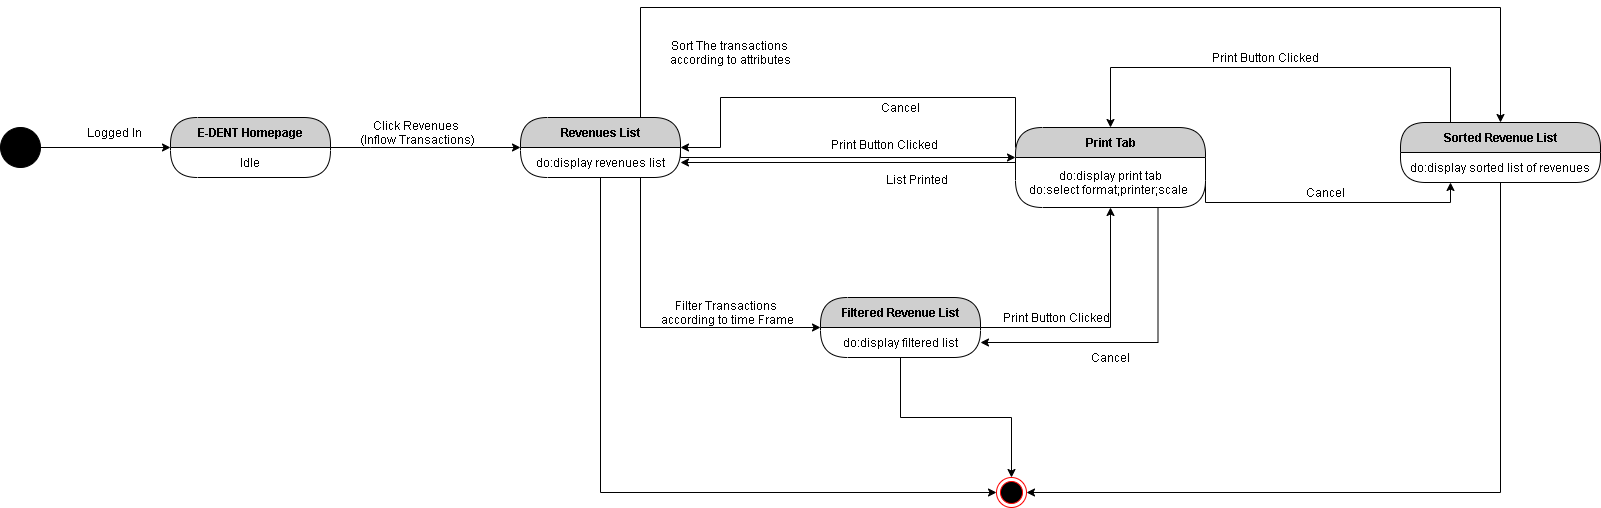 Sort The transactions
according to attributes
Print Button Clicked
Cancel
Logged In
E-DENT Homepage
Idle
Click Revenues
(Inflow Transactions)
Revenues List
do:display revenues list
Print Button Clicked
List Printed
Print Tab
do:display print tab
do:select format;printer;scale
Sorted Revenue List
do:display sorted list of revenues
Cancel
Filter Transactions
according to time Frame
Filtered Revenue List
do:display filtered list
Print Button Clicked
Cancel